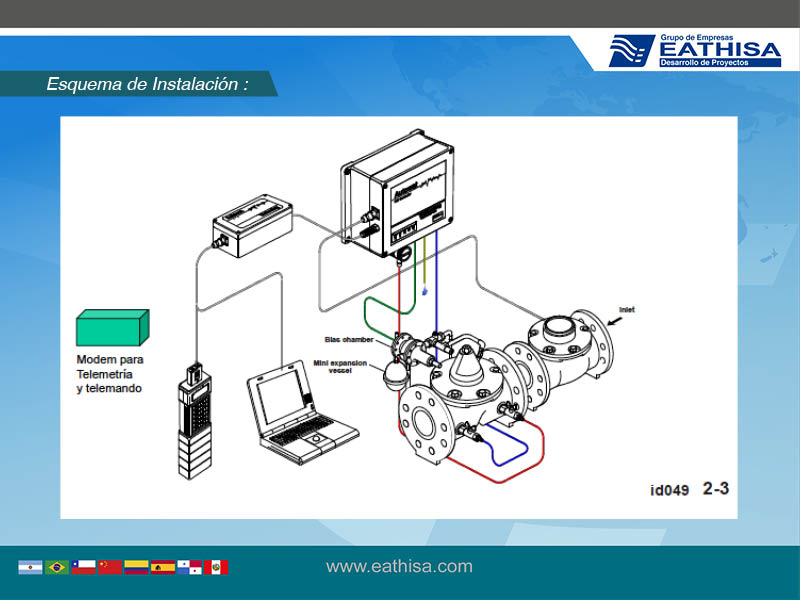 Grupo de Empresas
EATHISA
Desarrollo de Proyectos
Esquema de Instalación :
Inlet
Bias chamber
Mini expansion
vessel
Modem para
Telemetría
y telemando
id049 2-3
www.eathisa.com